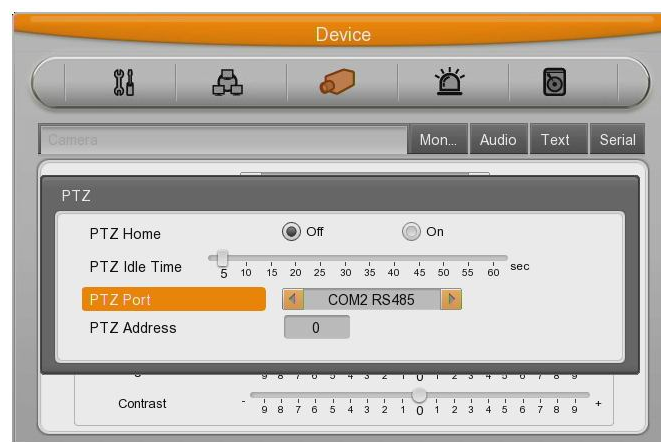 Device
Camera Mon... Audio Text Serial
PTZ
PTZ Home Off On
PTZ Idle Time 5 10 15 20 25 30 35 40 45 50 55 60 sec
PTZ Port COM2 RS485
PTZ Address 0
9 8 7 6 5 4 3 2 1 0 1 2 3 4 5 6 7 8 9
Contrast - 9 8 7 6 5 4 3 2 1 0 1 2 3 4 5 6 7 8 9 +